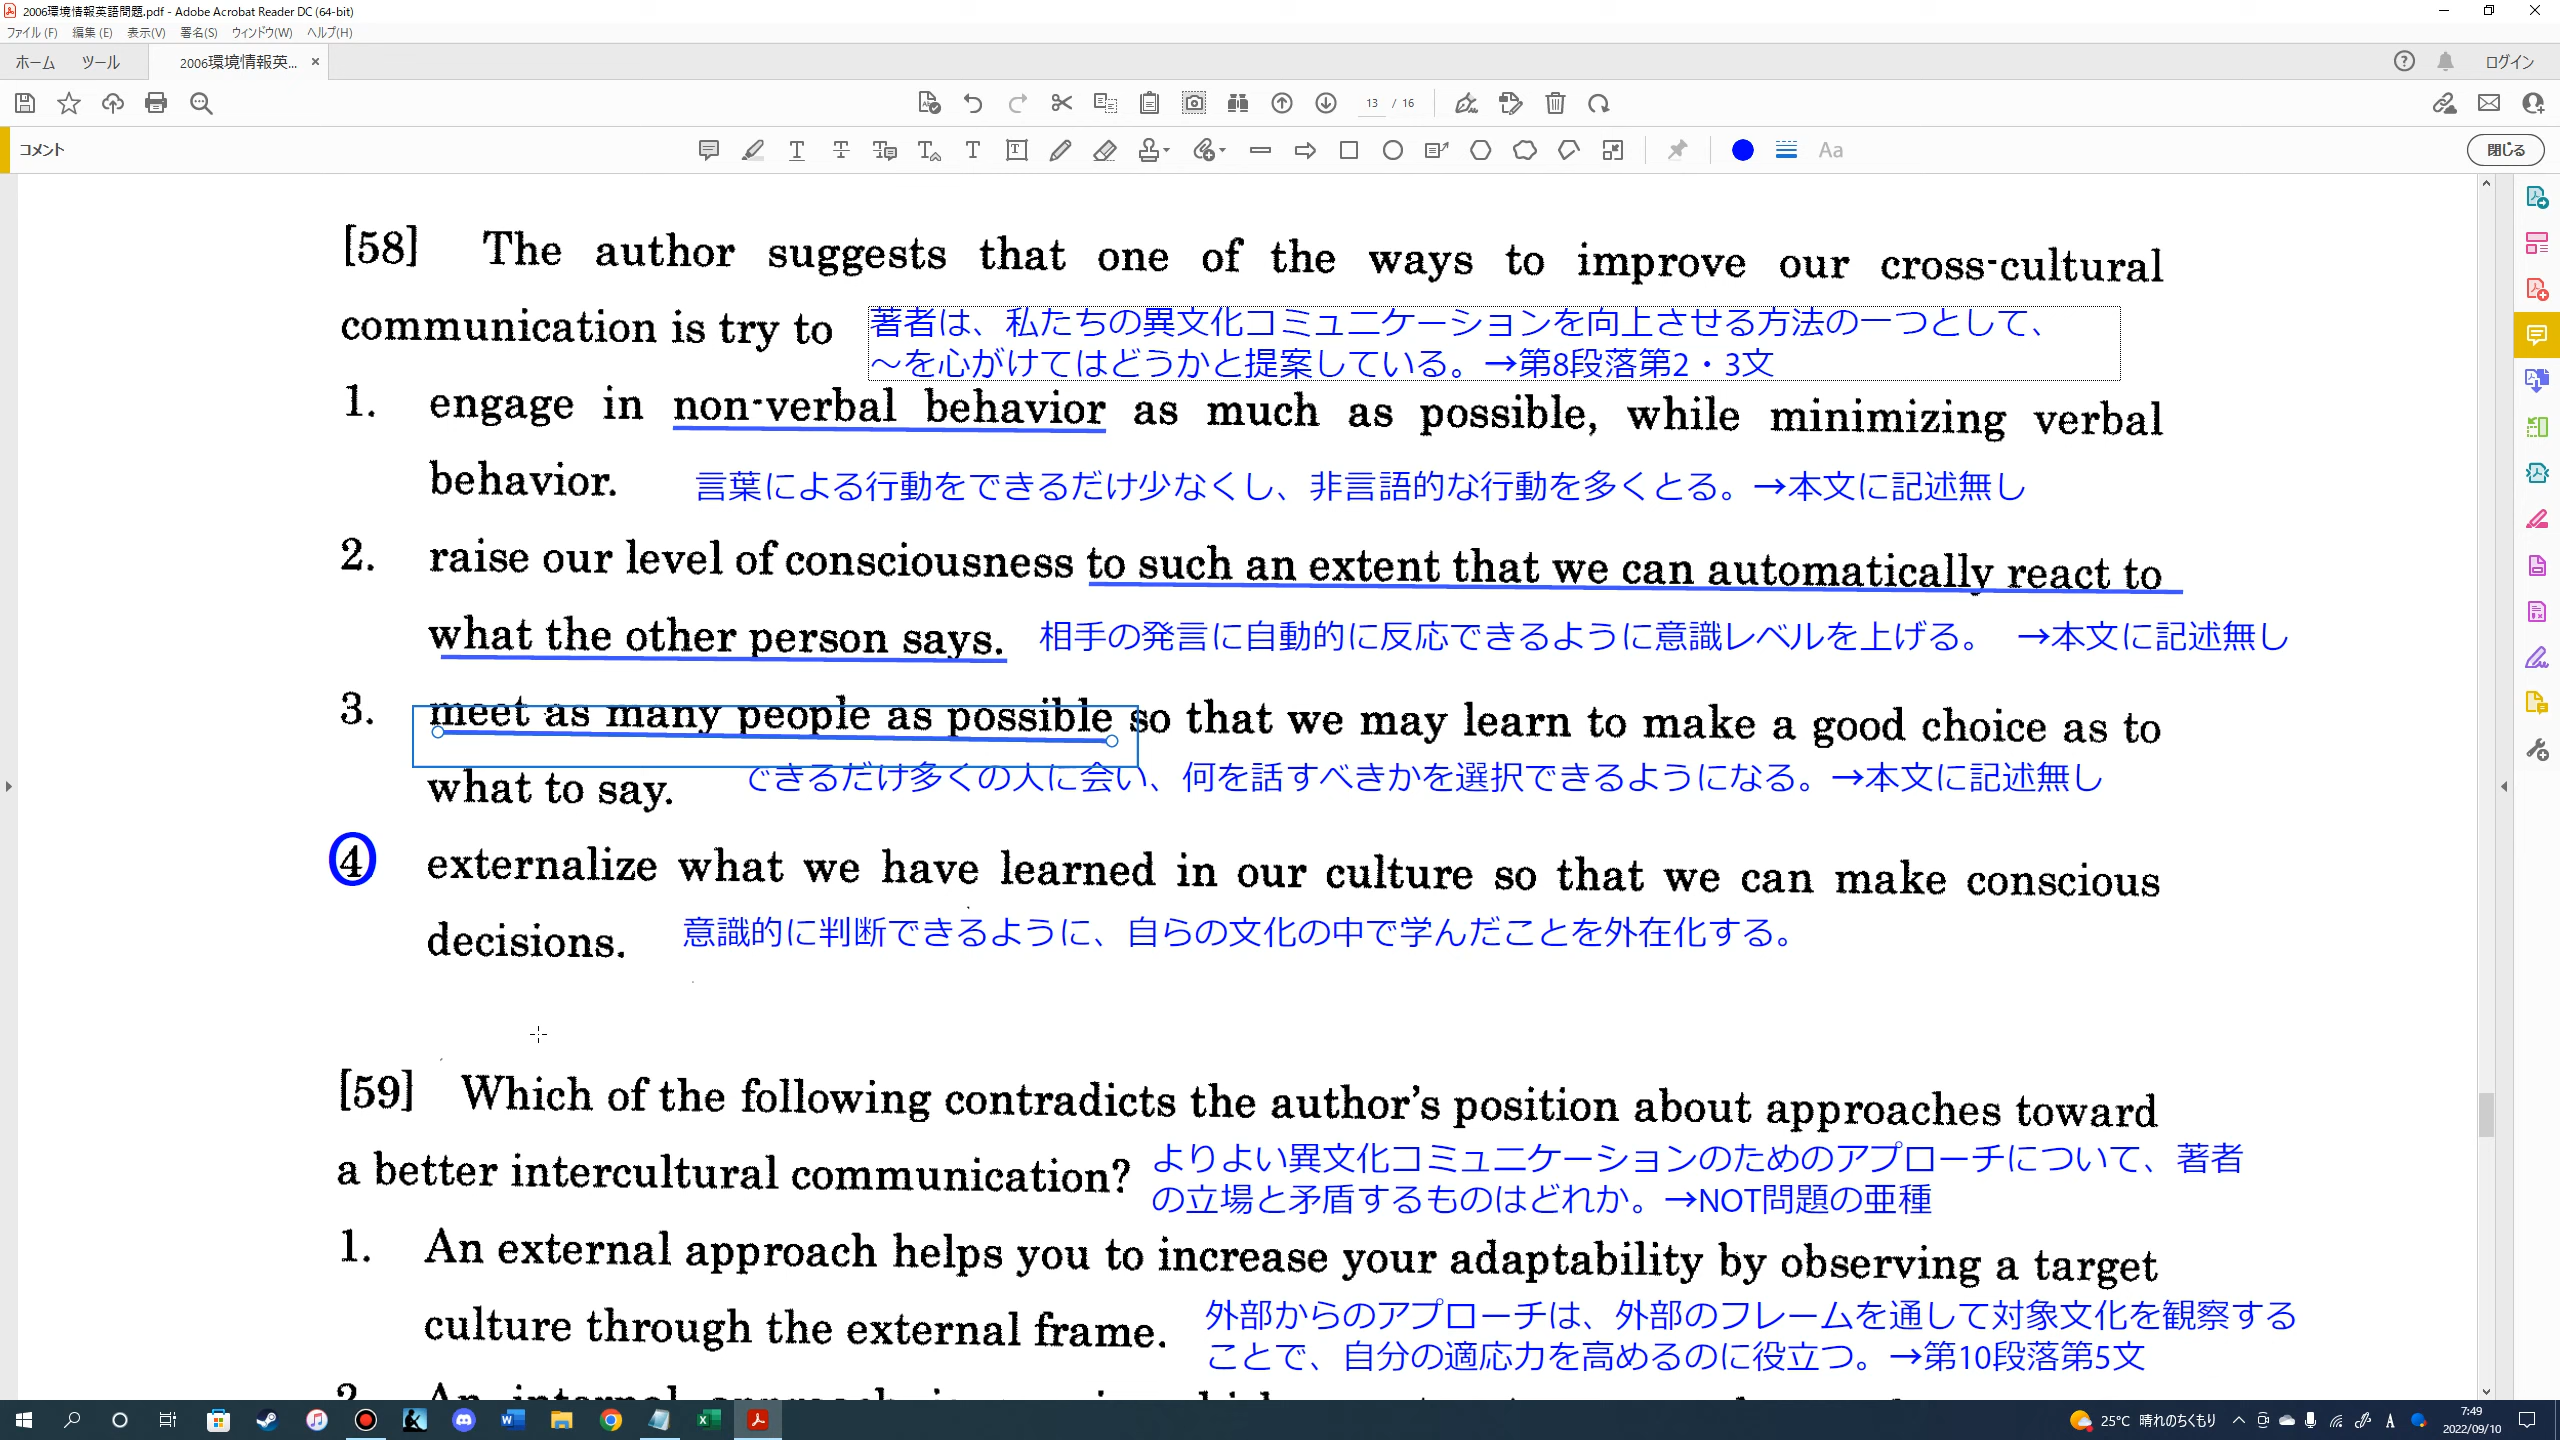 2006環境情報英語問題.pdf - Adobe Acrobat Reader DC (64-bit)
ファイル(F) 編集(E) 表示(V) 署名(S) ウィンドウ(W) ヘルプ(H)
ホーム ツール 2006環境情報英... × ログイン
13 / 16
コメント Aa 閉じる
[58] The author suggests that one of the ways to improve our cross-cultural
communication is try to
著者は、私たちの異文化コミュニケーションを向上させる方法の一つとして、
～を心がけてはどうかと提案している。→第8段落第2・3文
1. engage in non-verbal behavior as much as possible, while minimizing verbal
behavior. 言葉による行動をできるだけ少なくし、非言語的な行動を多くとる。→本文に記述無し
2. raise our level of consciousness to such an extent that we can automatically react to
what the other person says. 相手の発言に自動的に反応できるように意識レベルを上げる。 →本文に記述無し
3. meet as many people as possible so that we may learn to make a good choice as to
what to say. できるだけ多くの人に会い、何を話すべきかを選択できるようになる。→本文に記述無し
4 externalize what we have learned in our culture so that we can make conscious
decisions. 意識的に判断できるように、自らの文化の中で学んだことを外在化する。
[59] Which of the following contradicts the author's position about approaches toward
a better intercultural communication?
よりよい異文化コミュニケーションのためのアプローチについて、著者
の立場と矛盾するものはどれか。→NOT問題の亜種
1. An external approach helps you to increase your adaptability by observing a target
culture through the external frame.
外部からのアプローチは、外部のフレームを通して対象文化を観察する
ことで、自分の適応力を高めるのに役立つ。→第10段落第5文
25°C 晴れのちくもり A 7:49
2022/09/10